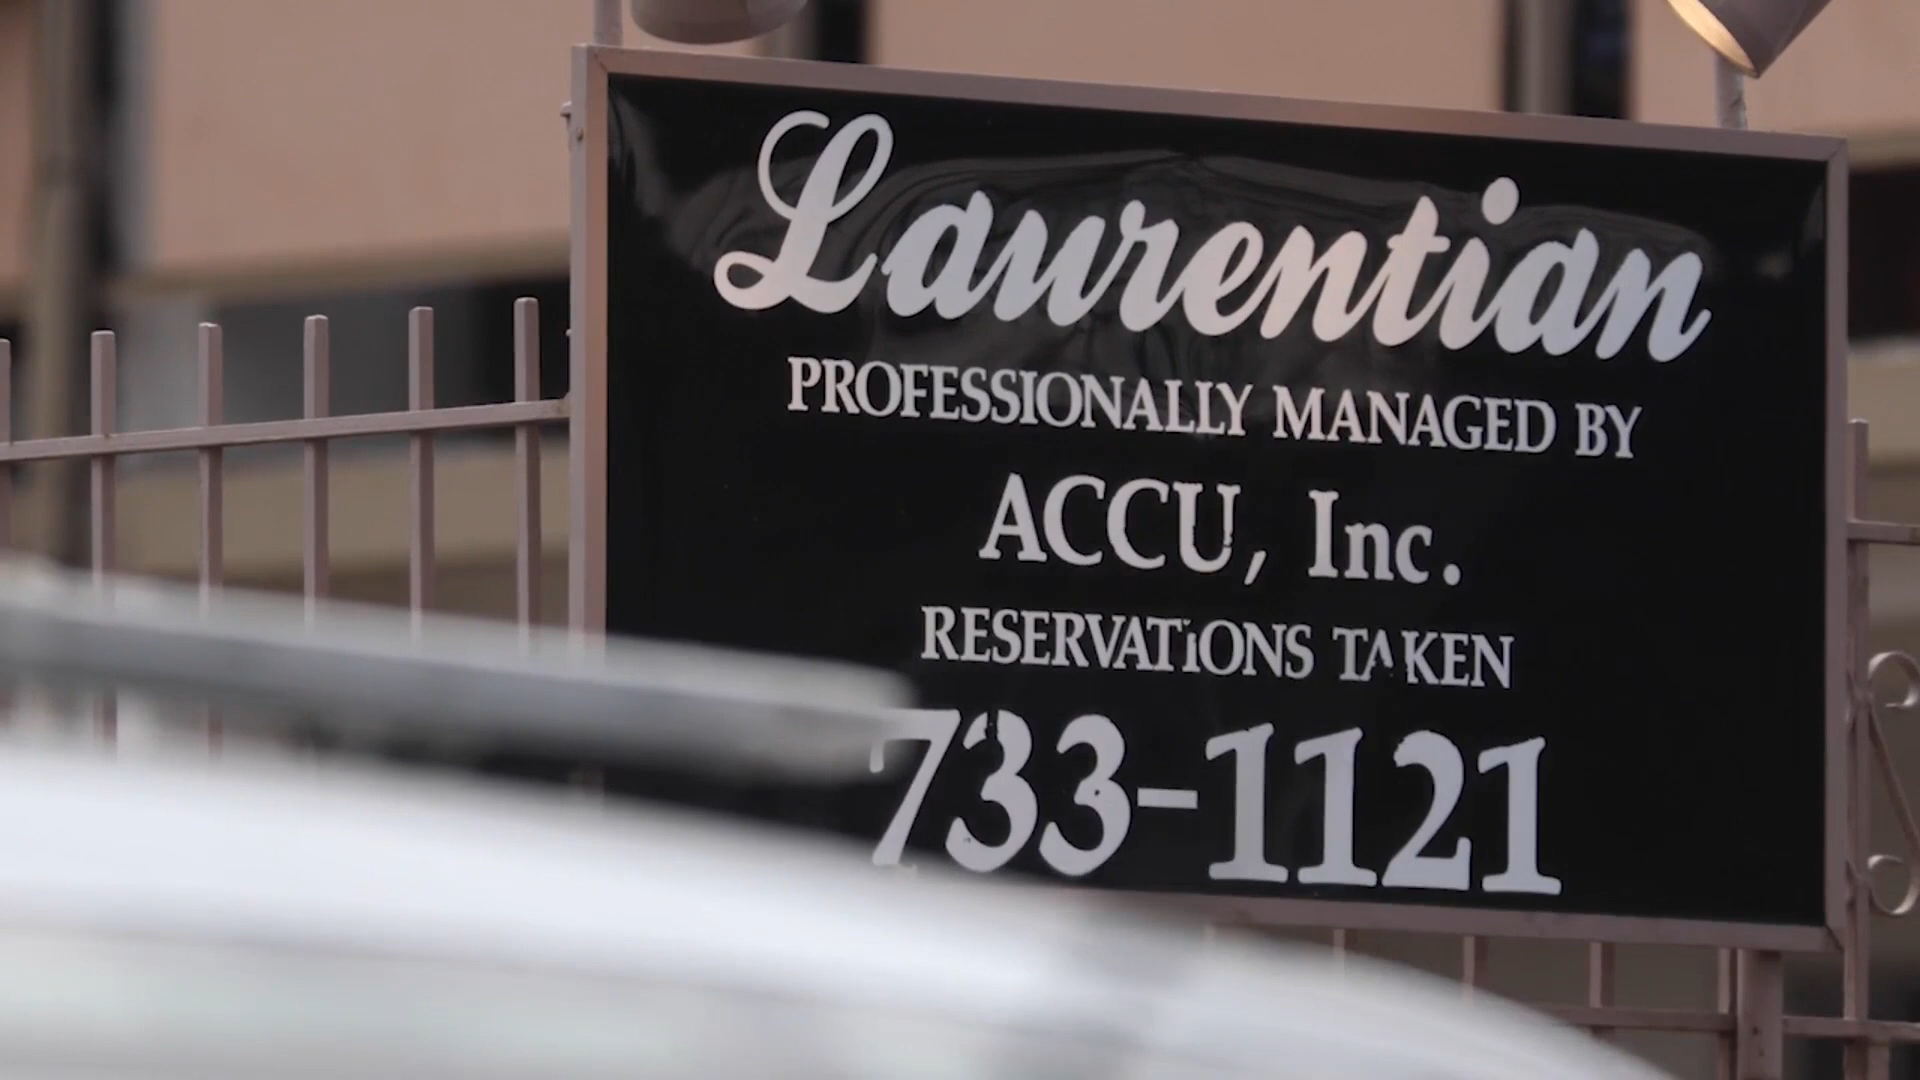 Laurentian
PROFESSIONALLY MANAGED BY
ACCU, Inc.
RESERVATiONS TAKEN
733-1121